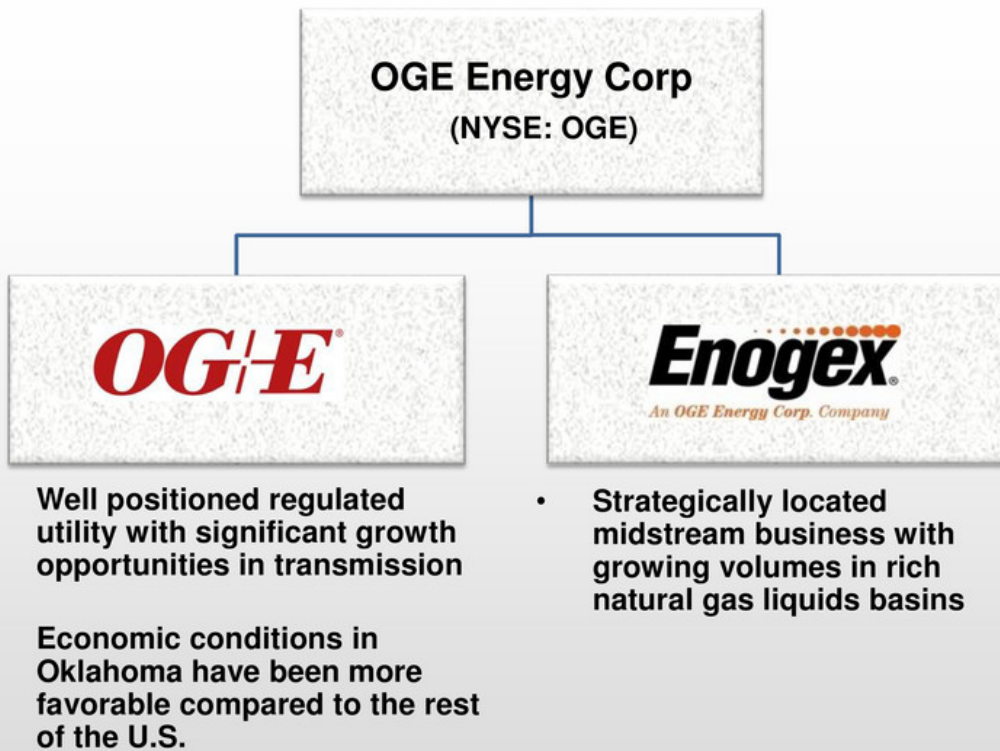 OGE Energy Corp
(NYSE: OGE)
OG+E®
Enogex®
An OGE Energy Corp. Company
Well positioned regulated
utility with significant growth
opportunities in transmission
Economic conditions in
Oklahoma have been more
favorable compared to the rest
of the U.S.
• Strategically located
midstream business with
growing volumes in rich
natural gas liquids basins